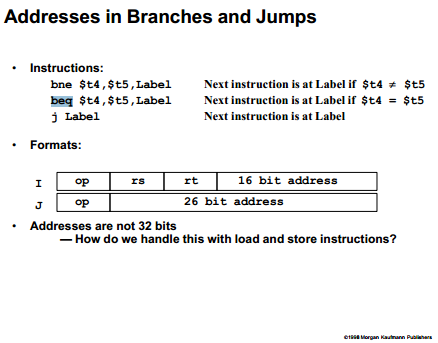 Addresses in Branches and Jumps
• Instructions:
bne $t4,$t5,Label Next instruction is at Label if $t4 ≠ $t5
beq $t4,$t5,Label Next instruction is at Label if $t4 = $t5
j Label Next instruction is at Label
• Formats:
I op rs rt 16 bit address
J op 26 bit address
• Addresses are not 32 bits
— How do we handle this with load and store instructions?
©1998 Morgan Kaufmann Publishers